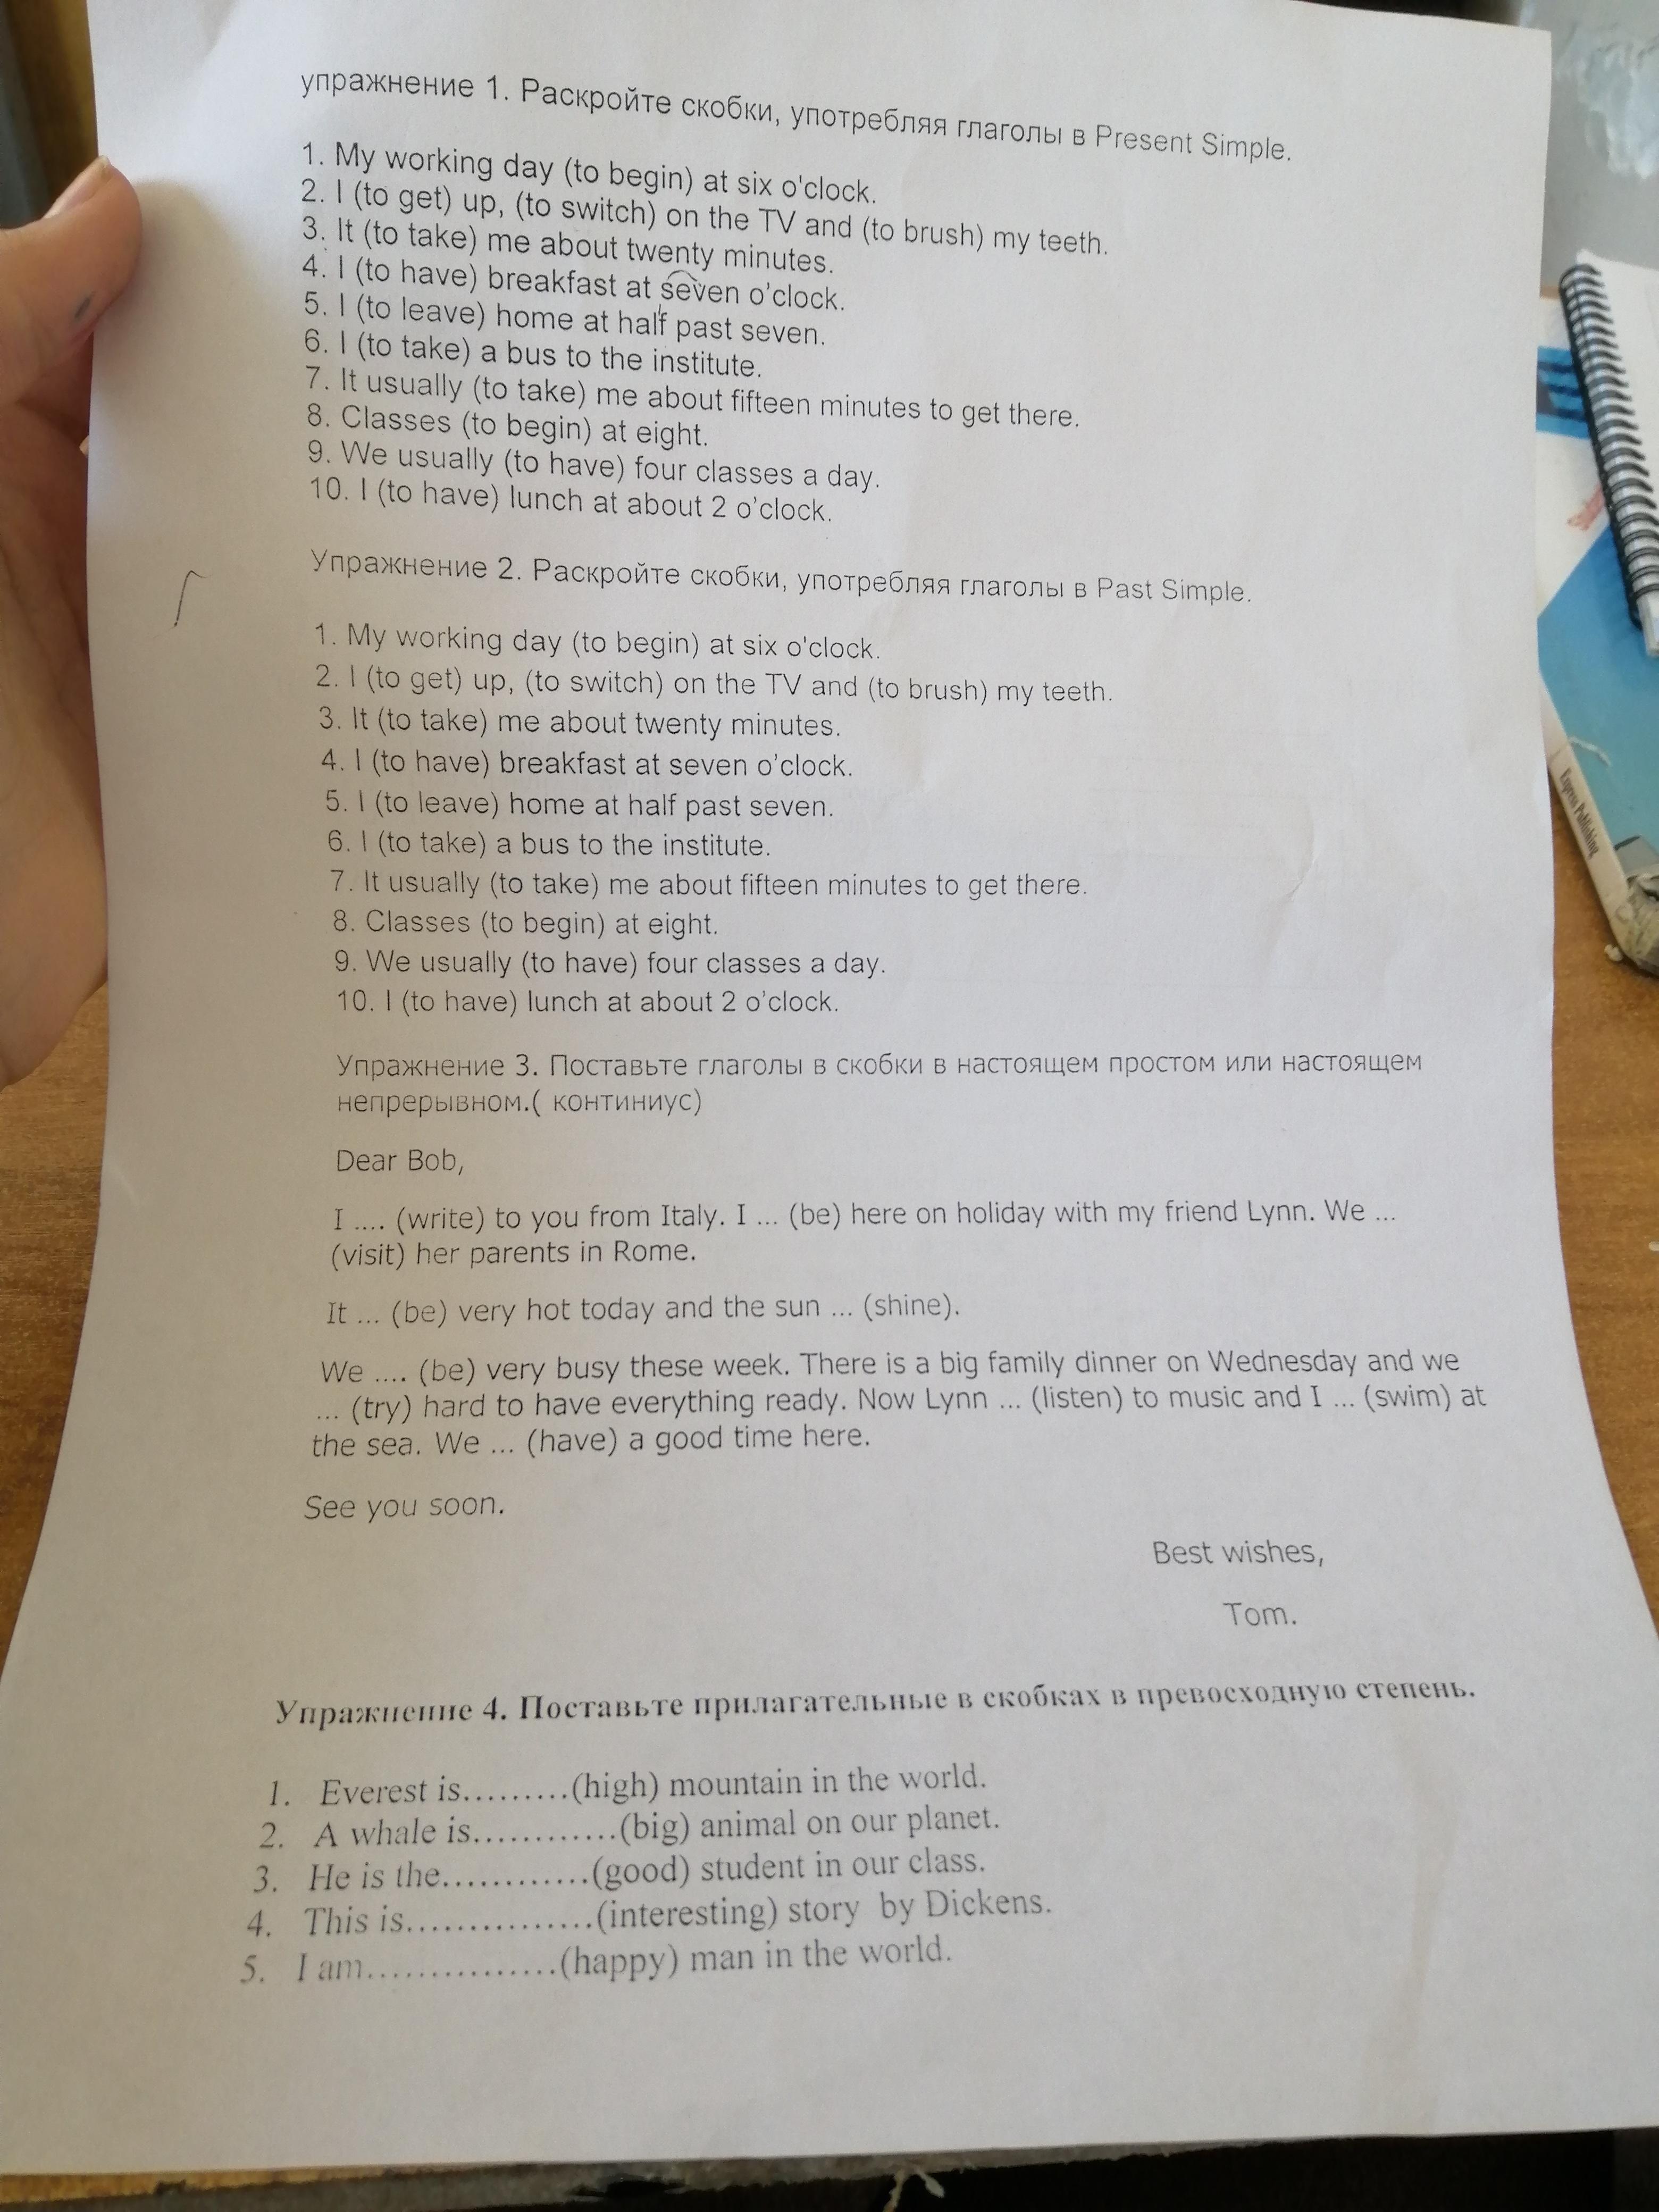 упражнение 1. Раскройте скобки, употребляя глаголы в Present Simple.
1. My working day (to begin) at six o'clock.
2. I (to get) up, (to switch) on the TV and (to brush) my teeth.
3. It (to take) me about twenty minutes.
4. I (to have) breakfast at seven o'clock.
5. I (to leave) home at half past seven.
6. I (to take) a bus to the institute.
7. It usually (to take) me about fifteen minutes to get there.
8. Classes (to begin) at eight.
9. We usually (to have) four classes a day.
10. I (to have) lunch at about 2 o'clock.
Упражнение 2. Раскройте скобки, употребляя глаголы в Past Simple.
1. My working day (to begin) at six o'clock.
2. I (to get) up, (to switch) on the TV and (to brush) my teeth.
3. It (to take) me about twenty minutes.
4. I (to have) breakfast at seven o'clock.
5. I (to leave) home at half past seven.
6. I (to take) a bus to the institute.
7. It usually (to take) me about fifteen minutes to get there.
8. Classes (to begin) at eight.
9. We usually (to have) four classes a day.
10. I (to have) lunch at about 2 o'clock.
Упражнение 3. Поставьте глаголы в скобки в настоящем простом или настоящем
непрерывном.( континиус)
Dear Bob,
I .... (write) to you from Italy. I ... (be) here on holiday with my friend Lynn. We ...
(visit) her parents in Rome.
It ... (be) very hot today and the sun ... (shine).
We .... (be) very busy these week. There is a big family dinner on Wednesday and we
... (try) hard to have everything ready. Now Lynn ... (listen) to music and I ... (swim) at
the sea. We ... (have) a good time here.
See you soon.
Best wishes,
Tom.
Упражнение 4. Поставьте прилагательные в скобках в превосходную степень.
1. Everest is.........(high) mountain in the world.
2. A whale is............(big) animal on our planet.
3. He is the............(good) student in our class.
4. This is................(interesting) story by Dickens.
5. I am................(happy) man in the world.
Express Publishing